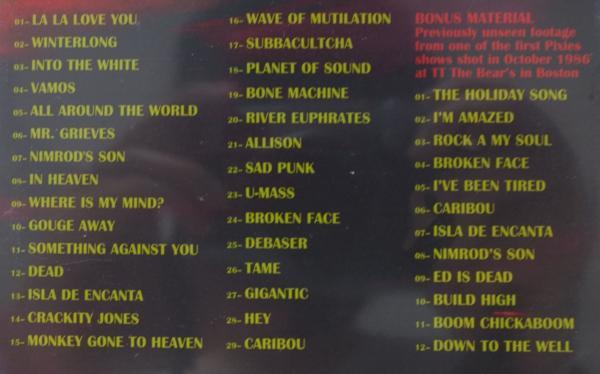 01- LA LA LOVE YOU
02- WINTERLONG
03- INTO THE WHITE
04- VAMOS
05- ALL AROUND THE WORLD
06- MR. GRIEVES
07- NIMROD'S SON
08- IN HEAVEN
09- WHERE IS MY MIND?
10- GOUGE AWAY
11- SOMETHING AGAINST YOU
12- DEAD
13- ISLA DE ENCANTA
14- CRACKITY JONES
15- MONKEY GONE TO HEAVEN
16- WAVE OF MUTILATION
17- SUBBACULTCHA
18- PLANET OF SOUND
19- BONE MACHINE
20- RIVER EUPHRATES
21- ALLISON
22- SAD PUNK
23- U-MASS
24- BROKEN FACE
25- DEBASER
26- TAME
27- GIGANTIC
28- HEY
29- CARIBOU
BONUS MATERIAL
Previously unseen footage
from one of the first Pixies
shows shot in October 1986
at TT The Bear's in Boston
01- THE HOLIDAY SONG
02- I'M AMAZED
03- ROCK A MY SOUL
04- BROKEN FACE
05- I'VE BEEN TIRED
06- CARIBOU
07- ISLA DE ENCANTA
08- NIMROD'S SON
09- ED IS DEAD
10- BUILD HIGH
11- BOOM CHICKABOOM
12- DOWN TO THE WELL